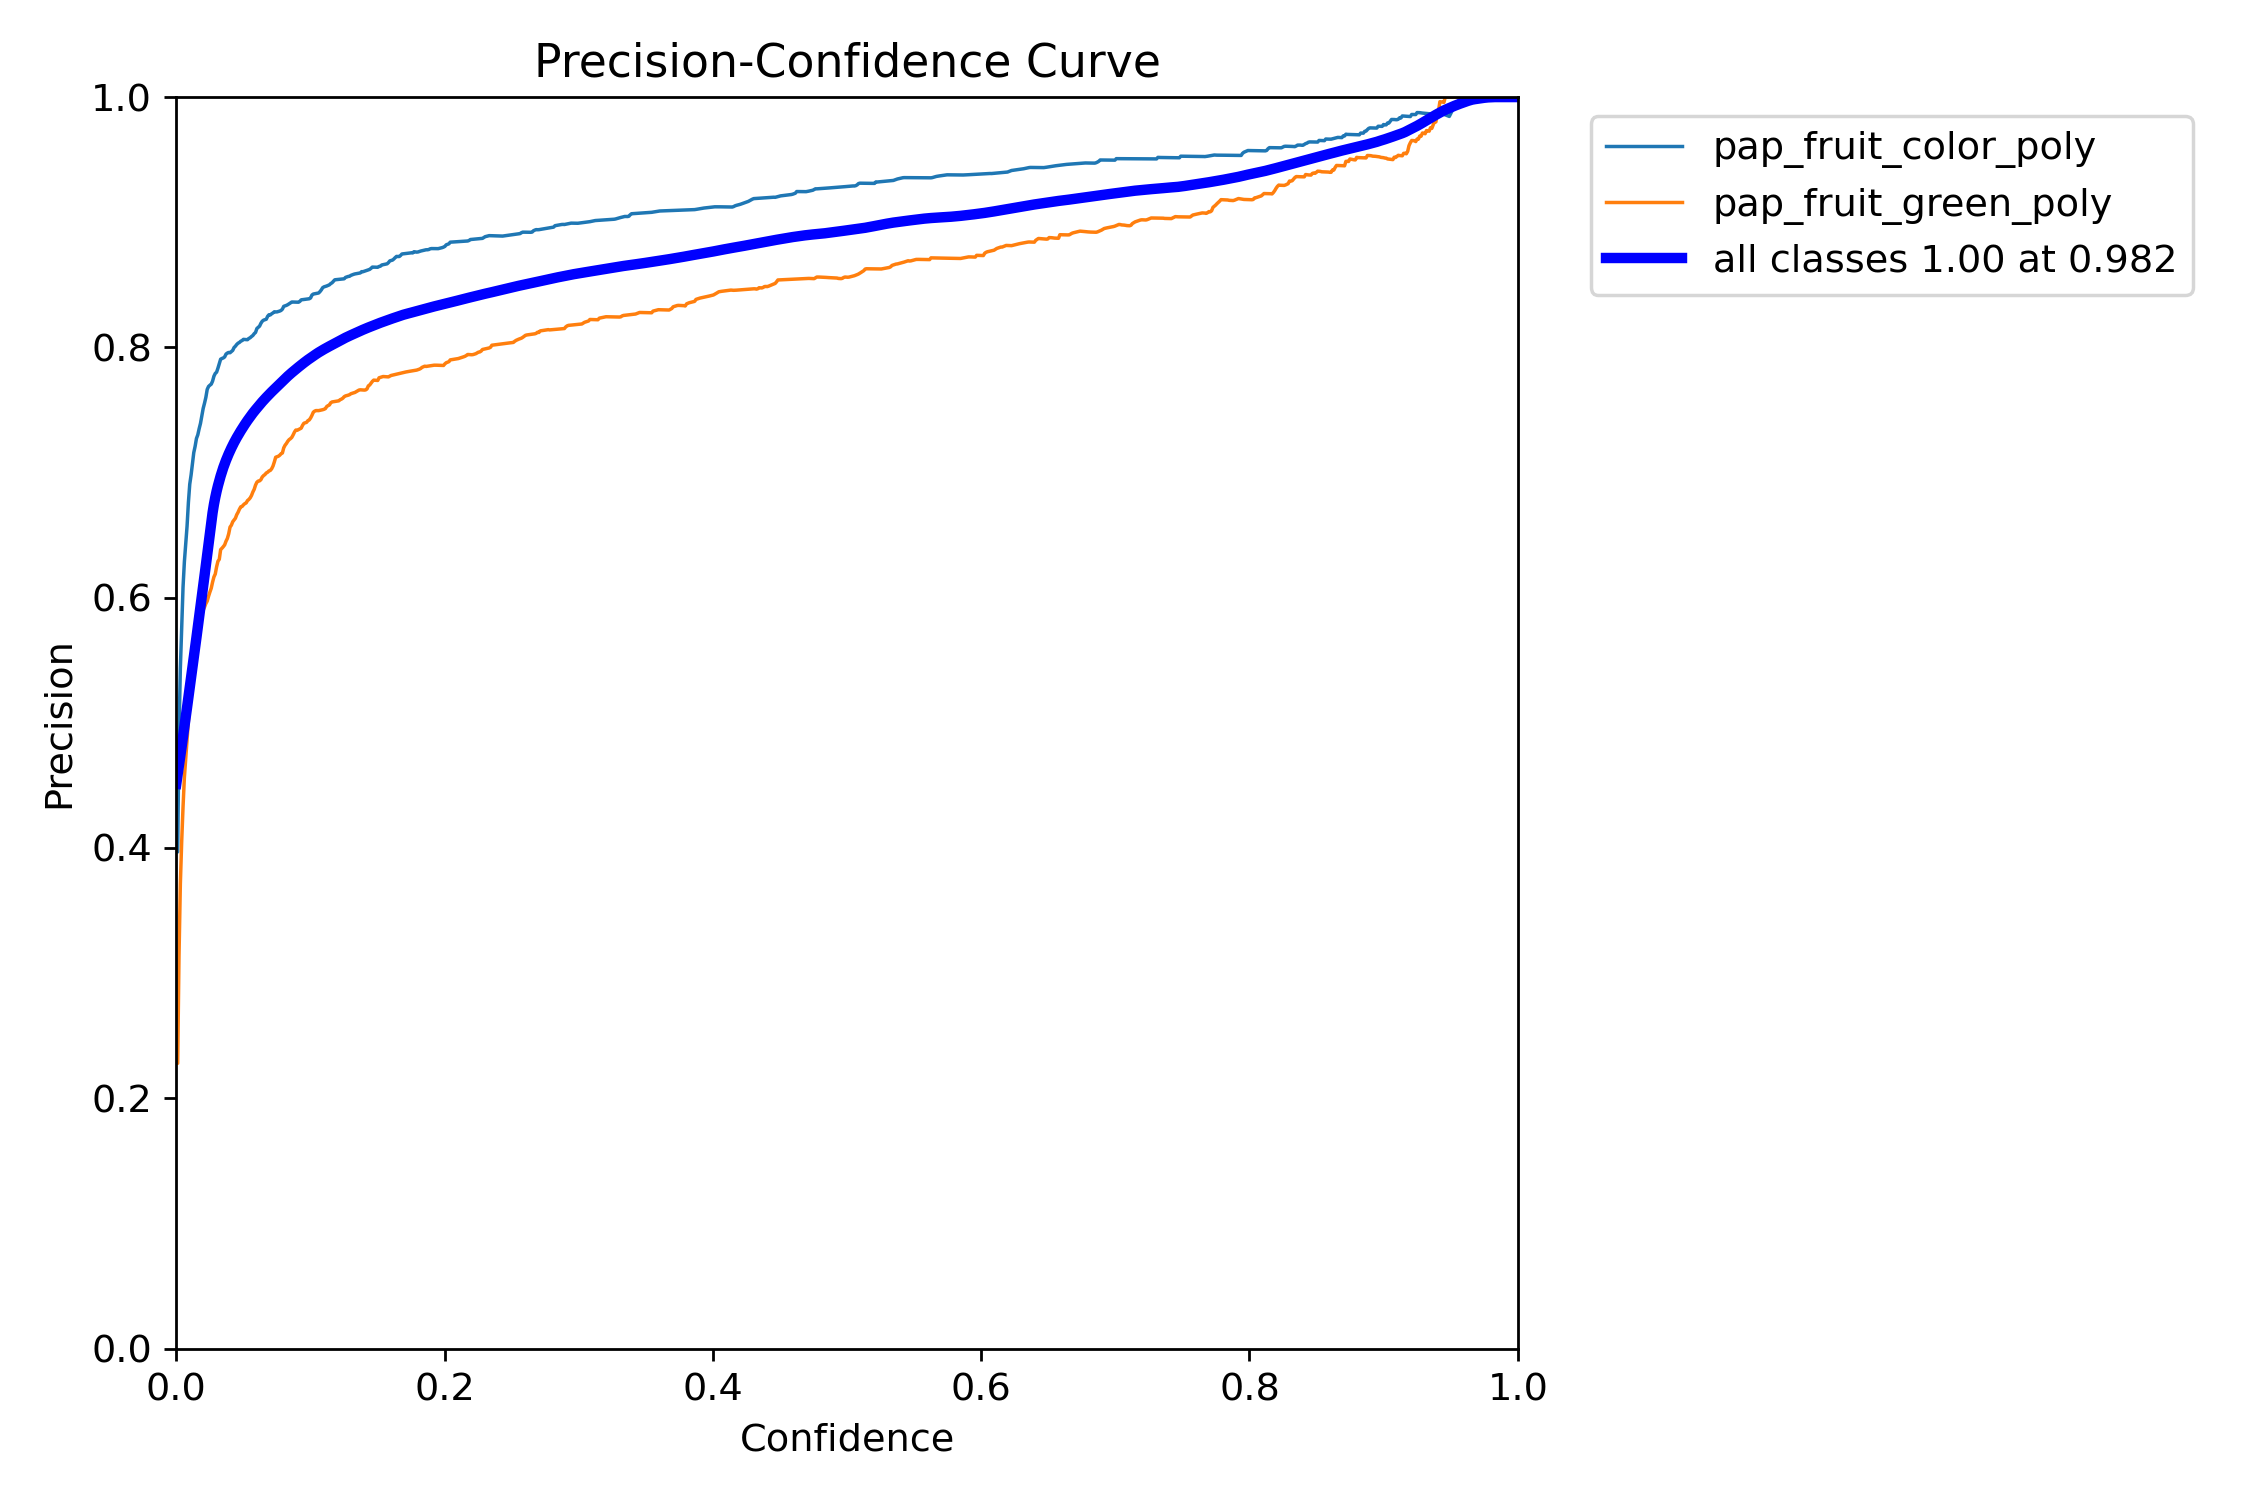 Precision-Confidence Curve
1.0
0.8
0.6
0.4
0.2
0.0
Precision
0.0 0.2 0.4 0.6 0.8 1.0
Confidence
pap_fruit_color_poly
pap_fruit_green_poly
all classes 1.00 at 0.982